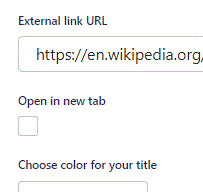 External link URL
https://en.wikipedia.org/
Open in new tab
Choose color for your title